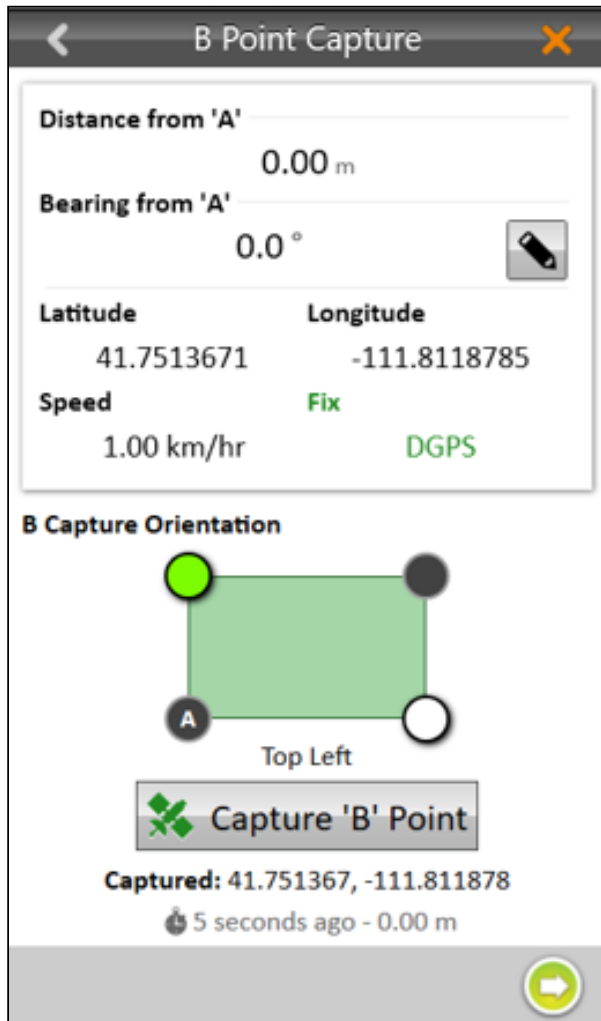 B Point Capture
Distance from 'A'
0.00 m
Bearing from 'A'
0.0 °
Latitude Longitude
41.7513671 -111.8118785
Speed Fix
1.00 km/hr DGPS
B Capture Orientation
A
Top Left
Capture 'B' Point
Captured: 41.751367, -111.811878
5 seconds ago - 0.00 m